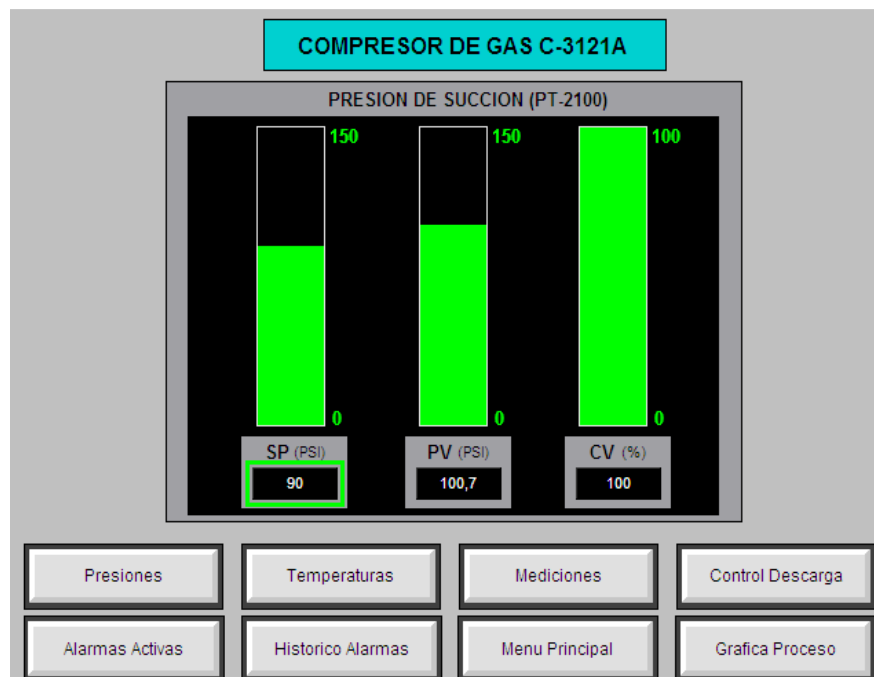 COMPRESOR DE GAS C-3121A
PRESION DE SUCCION (PT-2100)
150 150 100
0 0 0
SP (PSI) PV (PSI) CV (%)
90 100,7 100
Presiones Temperaturas Mediciones Control Descarga
Alarmas Activas Historico Alarmas Menu Principal Grafica Proceso